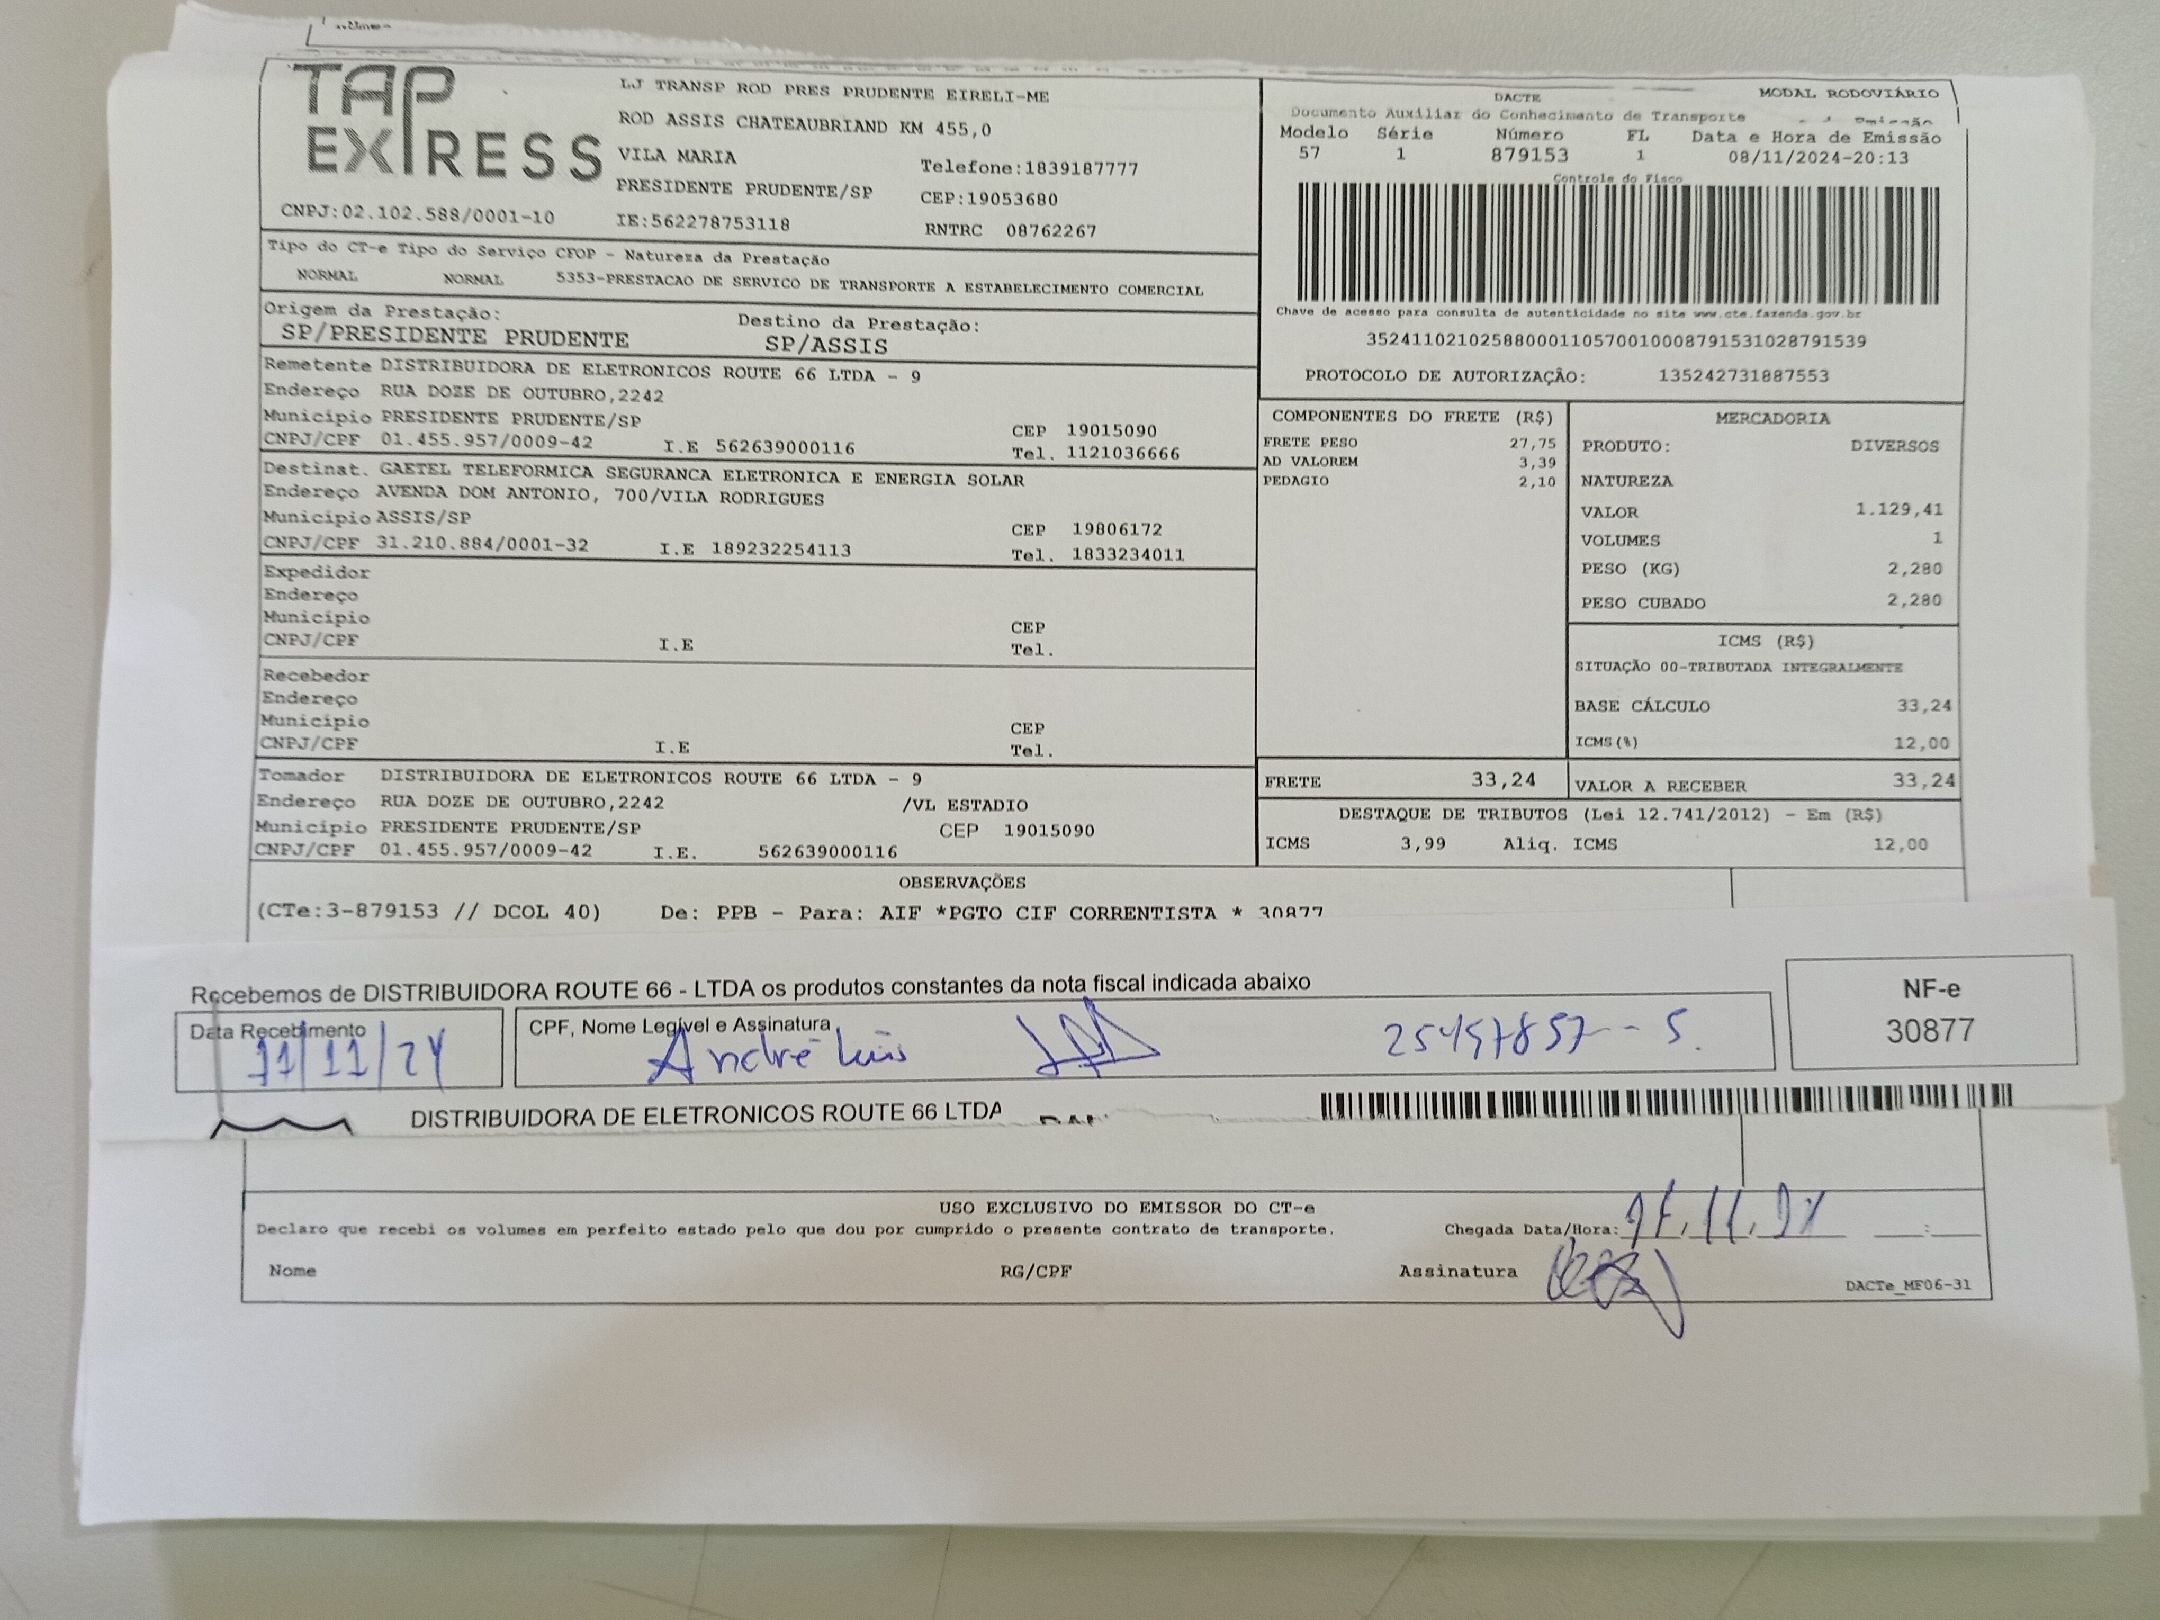 TAP EXPRESS
LJ TRANSP ROD PRES PRUDENTE EIRELI-ME
ROD ASSIS CHATEAUBRIAND KM 455,0
VILA MARIA Telefone:1839187777
PRESIDENTE PRUDENTE/SP CEP:19053680
CNPJ:02.102.588/0001-10 IE:562278753118 RNTRC 08762267
DACTE MODAL RODOVIÁRIO
Documento Auxiliar do Conhecimento de Transporte
Modelo Série Número FL Data e Hora de Emissão
57 1 879153 1 08/11/2024-20:13
Controle do Fisco
Chave de acesso para consulta de autenticidade no site www.cte.fazenda.gov.br
35241102102588000110570010008791531028791539
PROTOCOLO DE AUTORIZAÇÃO: 135242731887553
Tipo do CT-e Tipo do Serviço CFOP - Natureza da Prestação
NORMAL NORMAL 5353-PRESTACAO DE SERVICO DE TRANSPORTE A ESTABELECIMENTO COMERCIAL
Origem da Prestação: Destino da Prestação:
SP/PRESIDENTE PRUDENTE SP/ASSIS
Remetente DISTRIBUIDORA DE ELETRONICOS ROUTE 66 LTDA - 9
Endereço RUA DOZE DE OUTUBRO,2242
Município PRESIDENTE PRUDENTE/SP CEP 19015090
CNPJ/CPF 01.455.957/0009-42 I.E 562639000116 Tel. 1121036666
Destinat. GAETEL TELEFORMICA SEGURANCA ELETRONICA E ENERGIA SOLAR
Endereço AVENDA DOM ANTONIO, 700/VILA RODRIGUES
Município ASSIS/SP CEP 19806172
CNPJ/CPF 31.210.884/0001-32 I.E 189232254113 Tel. 1833234011
Expedidor
Endereço
Município CEP
CNPJ/CPF I.E Tel.
Recebedor
Endereço
Município CEP
CNPJ/CPF I.E Tel.
Tomador DISTRIBUIDORA DE ELETRONICOS ROUTE 66 LTDA - 9
Endereço RUA DOZE DE OUTUBRO,2242 /VL ESTADIO
Município PRESIDENTE PRUDENTE/SP CEP 19015090
CNPJ/CPF 01.455.957/0009-42 I.E. 562639000116
COMPONENTES DO FRETE (R$)
FRETE PESO 27,75
AD VALOREM 3,39
PEDAGIO 2,10
MERCADORIA
PRODUTO: DIVERSOS
NATUREZA
VALOR 1.129,41
VOLUMES 1
PESO (KG) 2,280
PESO CUBADO 2,280
ICMS (R$)
SITUAÇÃO 00-TRIBUTADA INTEGRALMENTE
BASE CÁLCULO 33,24
ICMS(%) 12,00
FRETE 33,24 VALOR A RECEBER 33,24
DESTAQUE DE TRIBUTOS (Lei 12.741/2012) - Em (R$)
ICMS 3,99 Aliq. ICMS 12,00
OBSERVAÇÕES
(CTe:3-879153 // DCOL 40) De: PPB - Para: AIF *PGTO CIF CORRENTISTA * 30877
Recebemos de DISTRIBUIDORA ROUTE 66 - LTDA os produtos constantes da nota fiscal indicada abaixo
NF-e
30877
Data Recebimento CPF, Nome Legível e Assinatura
11/11/24 André Luis 25457857-5.
DISTRIBUIDORA DE ELETRONICOS ROUTE 66 LTDA
USO EXCLUSIVO DO EMISSOR DO CT-e
Declaro que recebi os volumes em perfeito estado pelo que dou por cumprido o presente contrato de transporte. Chegada Data/Hora:
Nome RG/CPF Assinatura
DACTe_MF06-31